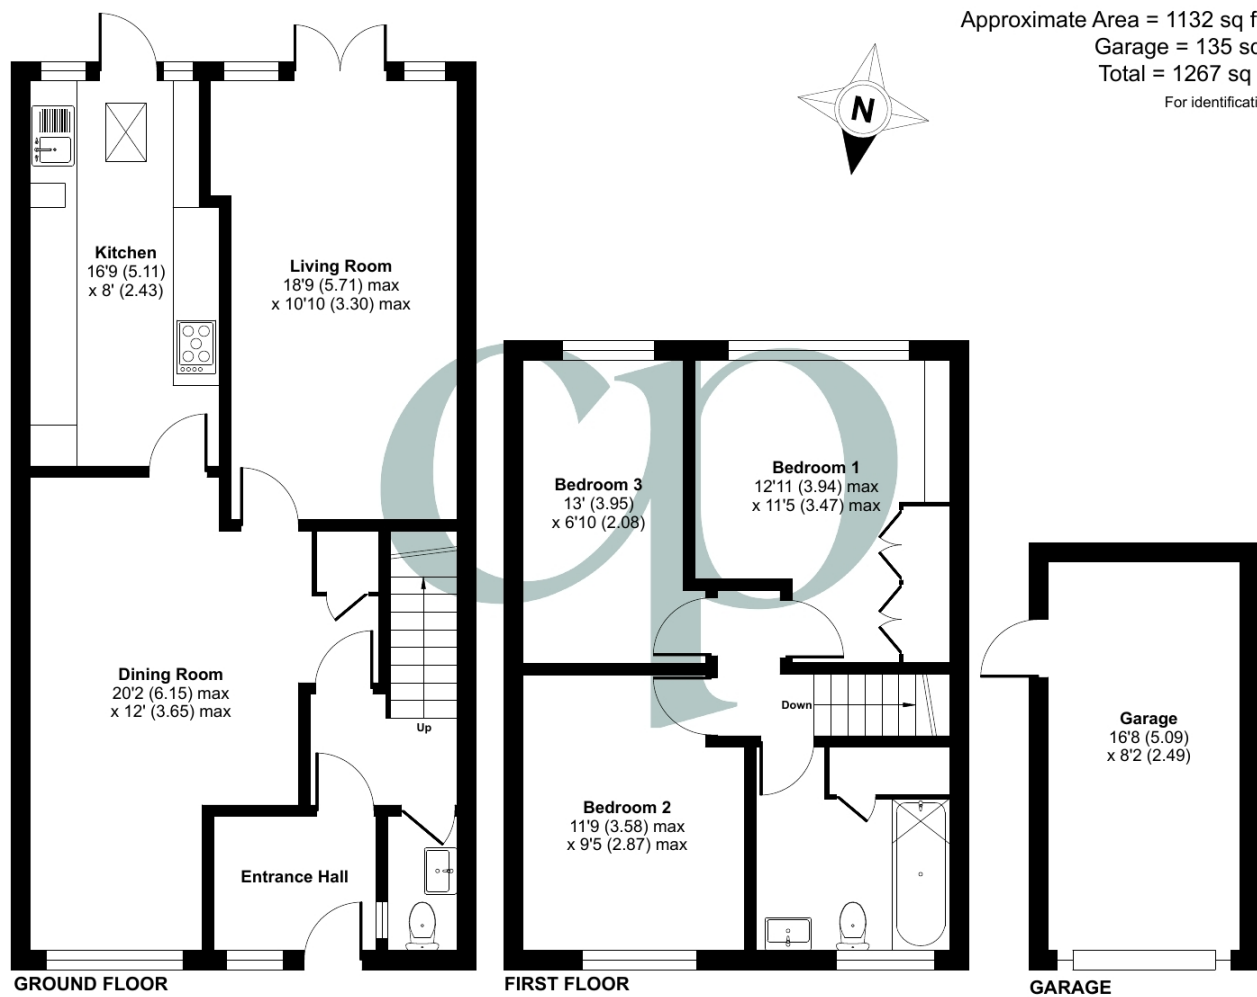 Approximate Area = 1132 sq f
Garage = 135 sq
Total = 1267 sq
For identificati
N
Kitchen
16'9 (5.11)
x 8' (2.43)
Living Room
18'9 (5.71) max
x 10'10 (3.30) max
Dining Room
20'2 (6.15) max
x 12' (3.65) max
Up
Entrance Hall
GROUND FLOOR
cp
Bedroom 3
13' (3.95)
x 6'10 (2.08)
Bedroom 1
12'11 (3.94) max
x 11'5 (3.47) max
Down
Bedroom 2
11'9 (3.58) max
x 9'5 (2.87) max
FIRST FLOOR
Garage
16'8 (5.09)
x 8'2 (2.49)
GARAGE